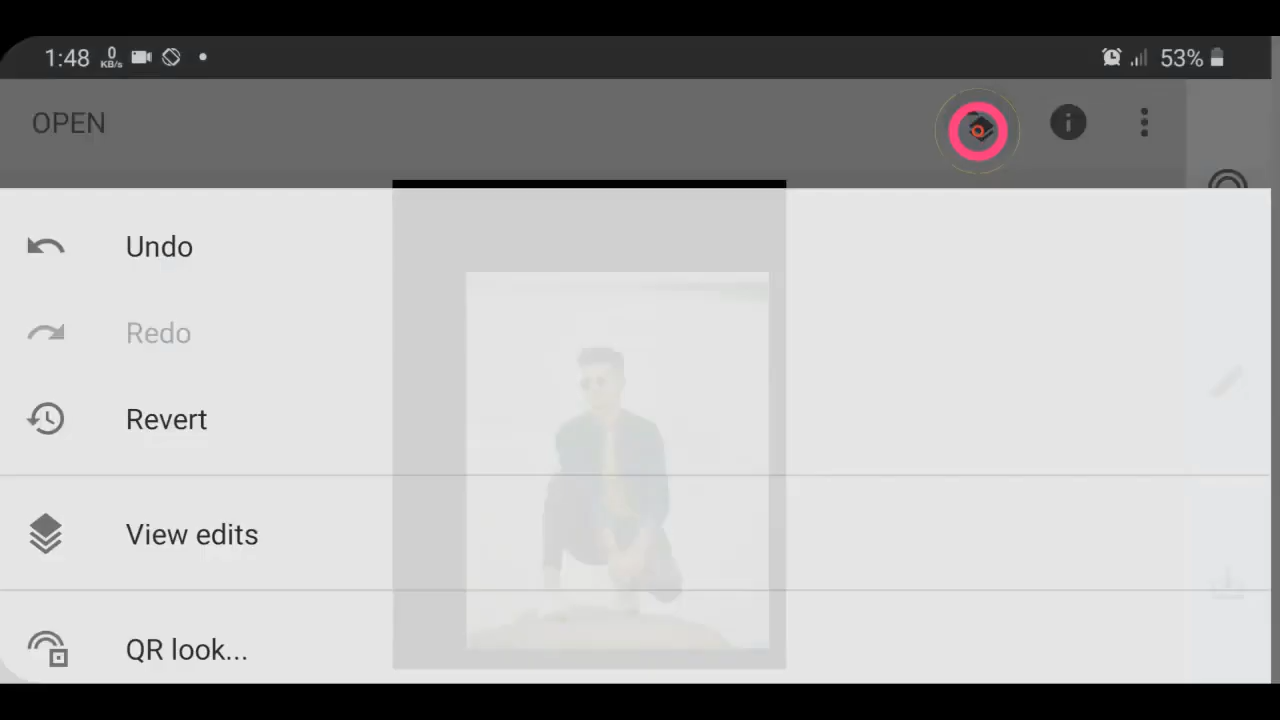 1:48 0 KB/s 53%
OPEN
Undo
Redo
Revert
View edits
QR look...